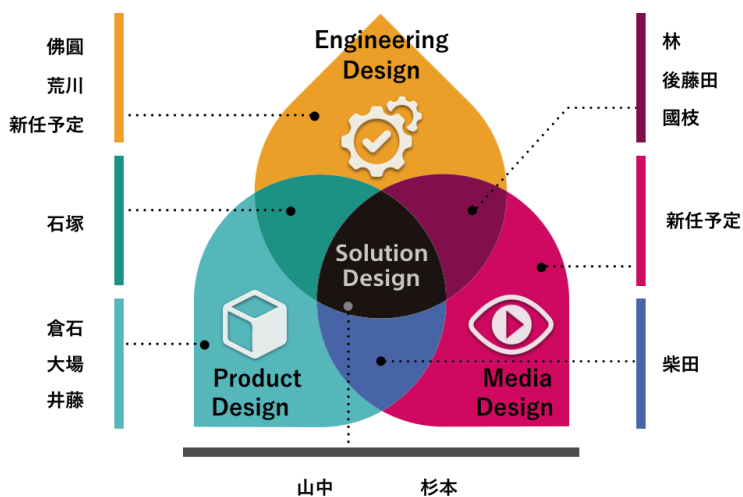 佛圓
荒川
新任予定
石塚
倉石
大場
井藤
Engineering
Design
Solution
Design
Product
Design
Media
Design
林
後藤田
國枝
新任予定
柴田
山中
杉本